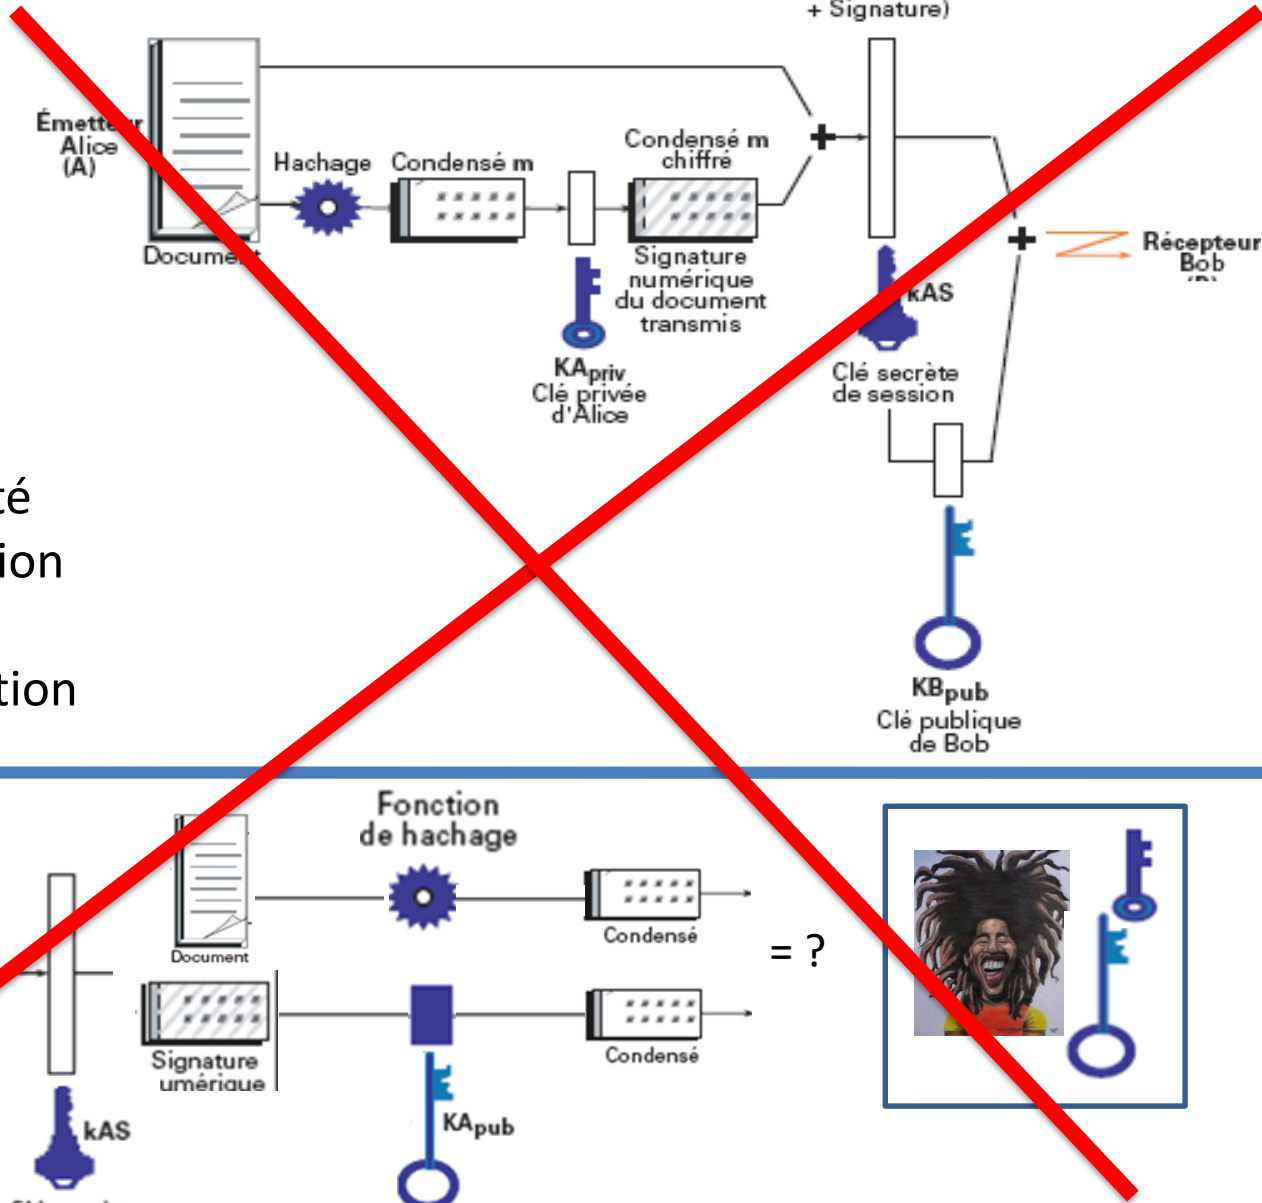 + Signature)
Émetteur
Alice
(A)
Hachage
Condensé m
Condensé m
chiffré
Document
Signature
numérique
du document
transmis
Récepteur
Bob
kAS
KApriv
Clé privée
d'Alice
Clé secrète
de session
té
ion
tion
KBpub
Clé publique
de Bob
Fonction
de hachage
Document
Condensé
= ?
Signature
umérique
Condensé
kAS
KApub